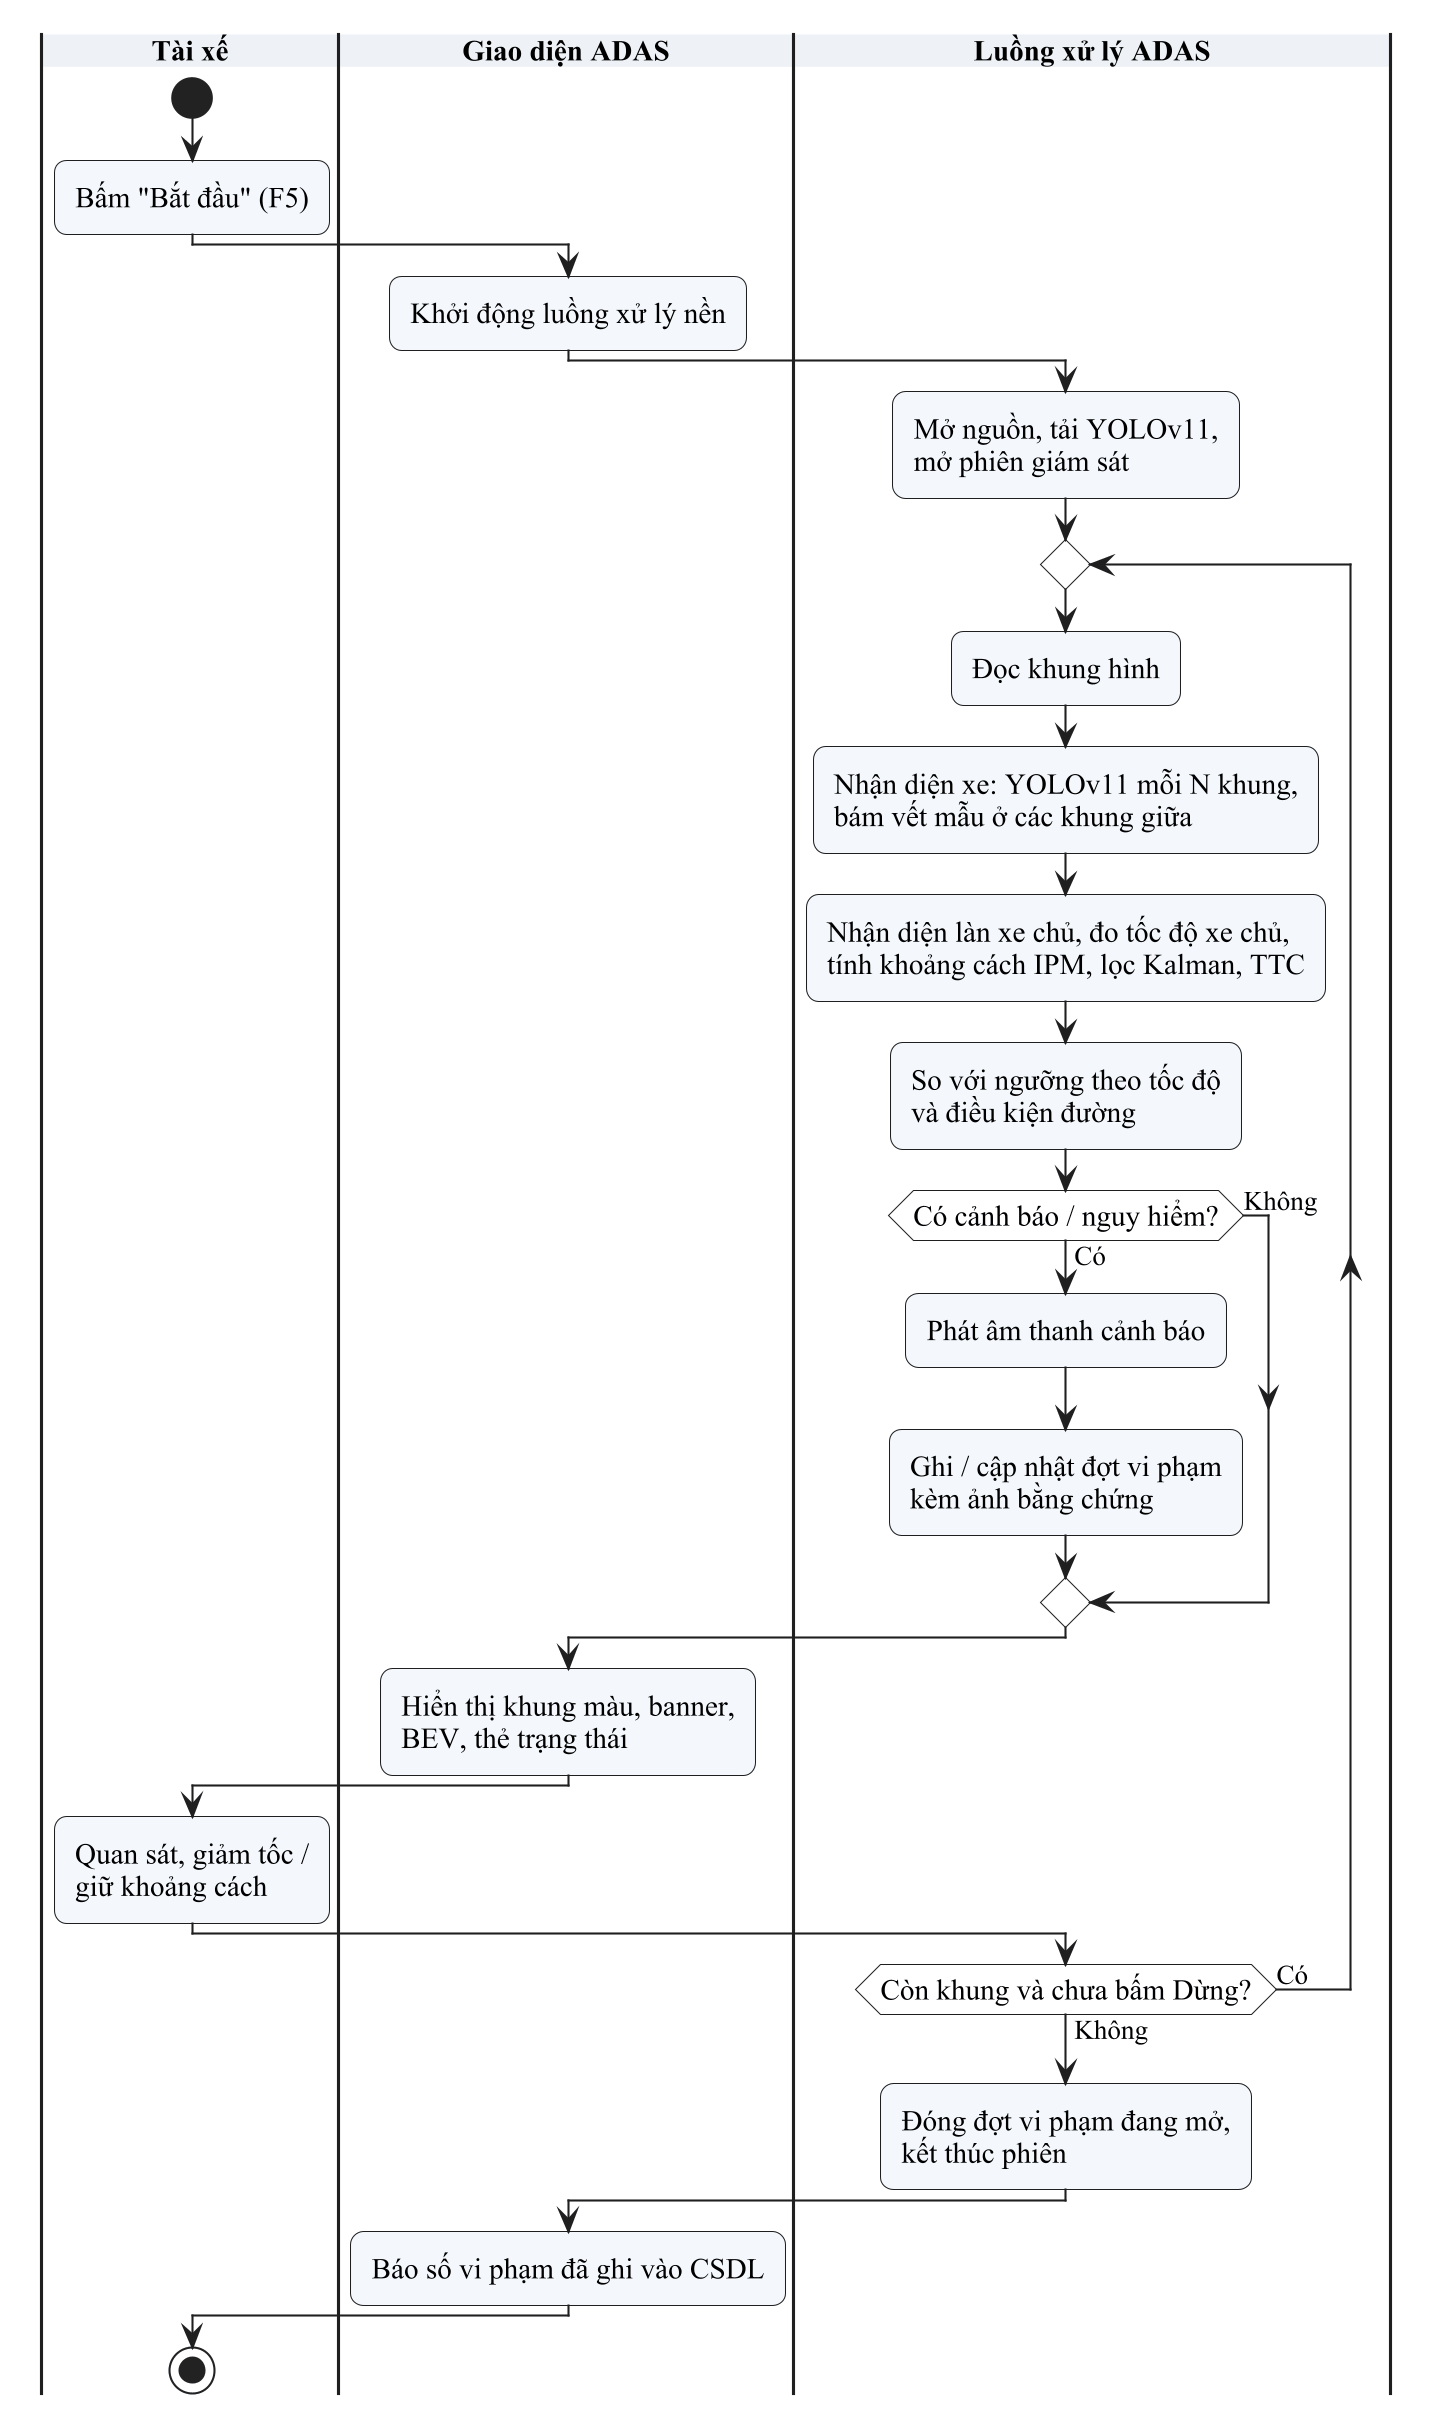 Tài xế
Giao diện ADAS
Luồng xử lý ADAS
Bấm "Bắt đầu" (F5)
Khởi động luồng xử lý nền
Mở nguồn, tải YOLOv11,
mở phiên giám sát
Đọc khung hình
Nhận diện xe: YOLOv11 mỗi N khung,
bám vết mẫu ở các khung giữa
Nhận diện làn xe chủ, đo tốc độ xe chủ,
tính khoảng cách IPM, lọc Kalman, TTC
So với ngưỡng theo tốc độ
và điều kiện đường
Có cảnh báo / nguy hiểm?
Không
Có
Phát âm thanh cảnh báo
Ghi / cập nhật đợt vi phạm
kèm ảnh bằng chứng
Hiển thị khung màu, banner,
BEV, thẻ trạng thái
Quan sát, giảm tốc /
giữ khoảng cách
Còn khung và chưa bấm Dừng?
Có
Không
Đóng đợt vi phạm đang mở,
kết thúc phiên
Báo số vi phạm đã ghi vào CSDL